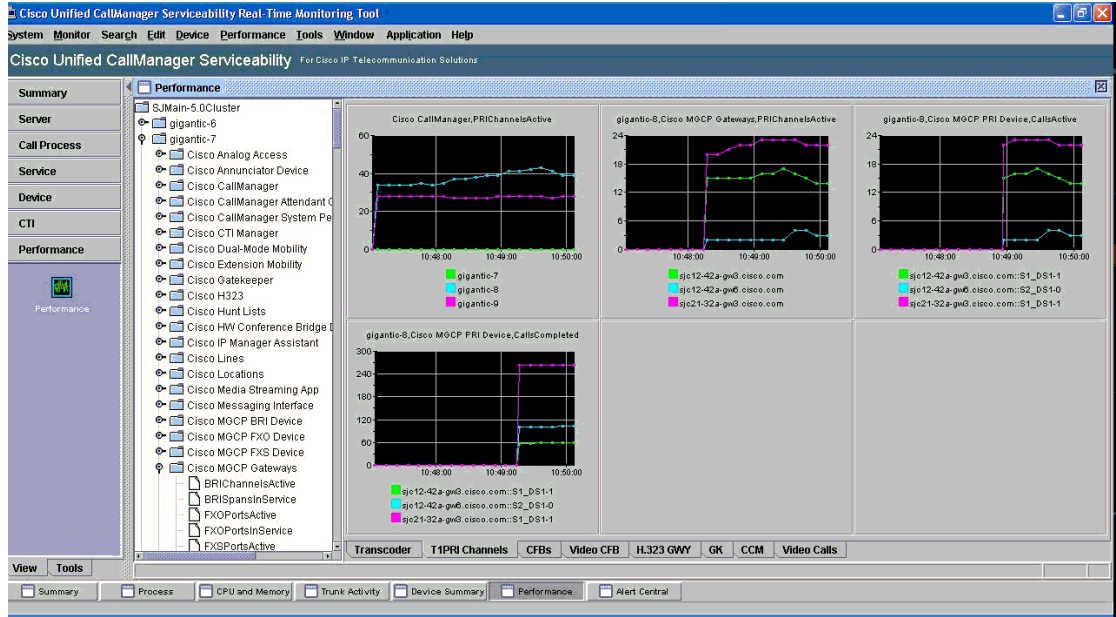 Cisco Unified CallManager Serviceability Real-Time Monitoring Tool
System Monitor Search Edit Device Performance Tools Window Application Help
Cisco Unified CallManager Serviceability For Cisco IP Telecommunication Solutions
Summary
Server
Call Process
Service
Device
CTI
Performance
Performance
View Tools
Performance
SJMain-5.0Cluster
gigantic-6
gigantic-7
Cisco Analog Access
Cisco Annunciator Device
Cisco CallManager
Cisco CallManager Attendant C
Cisco CallManager System Pe
Cisco CTI Manager
Cisco Dual-Mode Mobility
Cisco Extension Mobility
Cisco Gatekeeper
Cisco H323
Cisco Hunt Lists
Cisco HW Conference Bridge D
Cisco IP Manager Assistant
Cisco Lines
Cisco Locations
Cisco Media Streaming App
Cisco Messaging Interface
Cisco MGCP BRI Device
Cisco MGCP FXO Device
Cisco MGCP FXS Device
Cisco MGCP Gateways
BRIChannelsActive
BRISpansInService
FXOPortsActive
FXOPortsInService
FXSPortsActive
Cisco CallManager,PRIChannelsActive
60
40
20
0
10:48:00 10:49:00 10:50:00
gigantic-7
gigantic-8
gigantic-9
gigantic-8,Cisco MGCP Gateways,PRIChannelsActive
24
18
12
6
0
10:48:00 10:49:00 10:50:00
sjc12-42a-gw3.cisco.com
sjc12-42a-gw6.cisco.com
sjc21-32a-gw3.cisco.com
gigantic-8,Cisco MGCP PRI Device,CallsActive
24
18
12
6
0
10:48:00 10:49:00 10:50:00
sjc12-42a-gw3.cisco.com::S1_DS1-1
sjc12-42a-gw6.cisco.com::S2_DS1-0
sjc21-32a-gw3.cisco.com::S1_DS1-1
gigantic-8,Cisco MGCP PRI Device,CallsCompleted
300
240
180
120
60
0
10:48:00 10:49:00 10:50:00
sjc12-42a-gw3.cisco.com::S1_DS1-1
sjc12-42a-gw6.cisco.com::S2_DS1-0
sjc21-32a-gw3.cisco.com::S1_DS1-1
Transcoder T1PRI Channels CFBs Video CFB H.323 GWY GK CCM Video Calls
Summary Process CPU and Memory Trunk Activity Device Summary Performance Alert Central